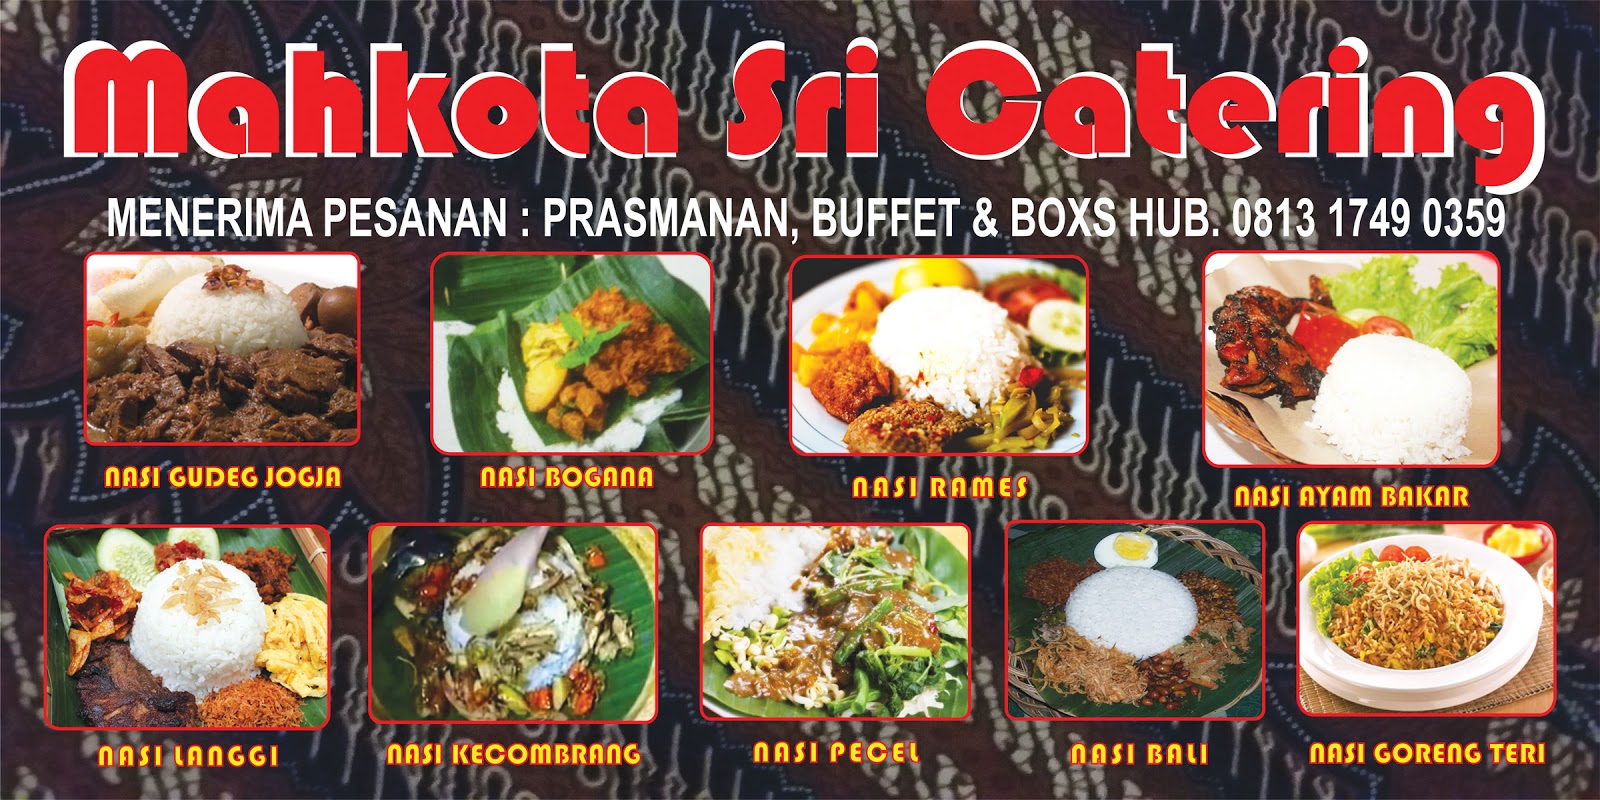 Mahkota Sri Catering
MENERIMA PESANAN : PRASMANAN, BUFFET & BOXS HUB. 0813 1749 0359
NASI GUDEG JOGJA
NASI BOGANA
NASI RAMES
NASI AYAM BAKAR
NASI LANGGI
NASI KECOMBRANG
NASI PECEL
NASI BALI
NASI GORENG TERI